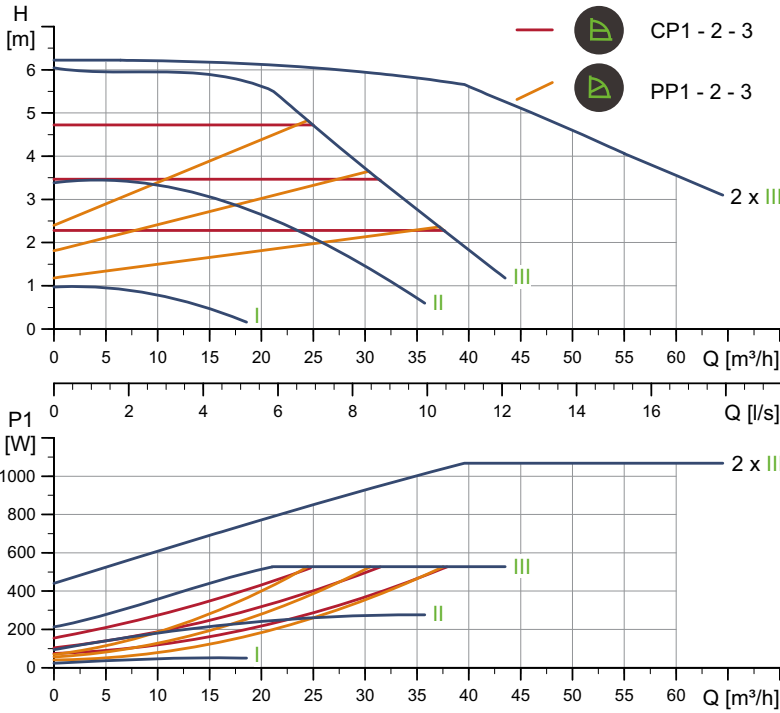 H
[m]
CP1 - 2 - 3
PP1 - 2 - 3
6
5
4
3
2
1
0
2 x III
III
II
I
0 5 10 15 20 25 30 35 40 45 50 55 60 Q [m³/h]
0 2 4 6 8 10 12 14 16 Q [l/s]
P1
[W]
1000
800
600
400
200
0
2 x III
III
II
I
0 5 10 15 20 25 30 35 40 45 50 55 60 Q [m³/h]